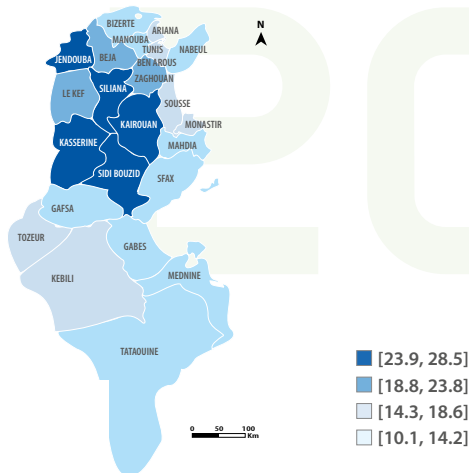 BIZERTE
ARIANA
MANOUBA
TUNIS
NABEUL
JENDOUBA
BEJA
BEN AROUS
ZAGHOUAN
SILIANA
LE KEF
SOUSSE
KAIROUAN
MONASTIR
KASSERINE
MAHDIA
SIDI BOUZID
SFAX
GAFSA
TOZEUR
GABES
KEBILI
MEDNINE
TATAOUINE
N
0 50 100
Km
[23.9, 28.5]
[18.8, 23.8]
[14.3, 18.6]
[10.1, 14.2]
20